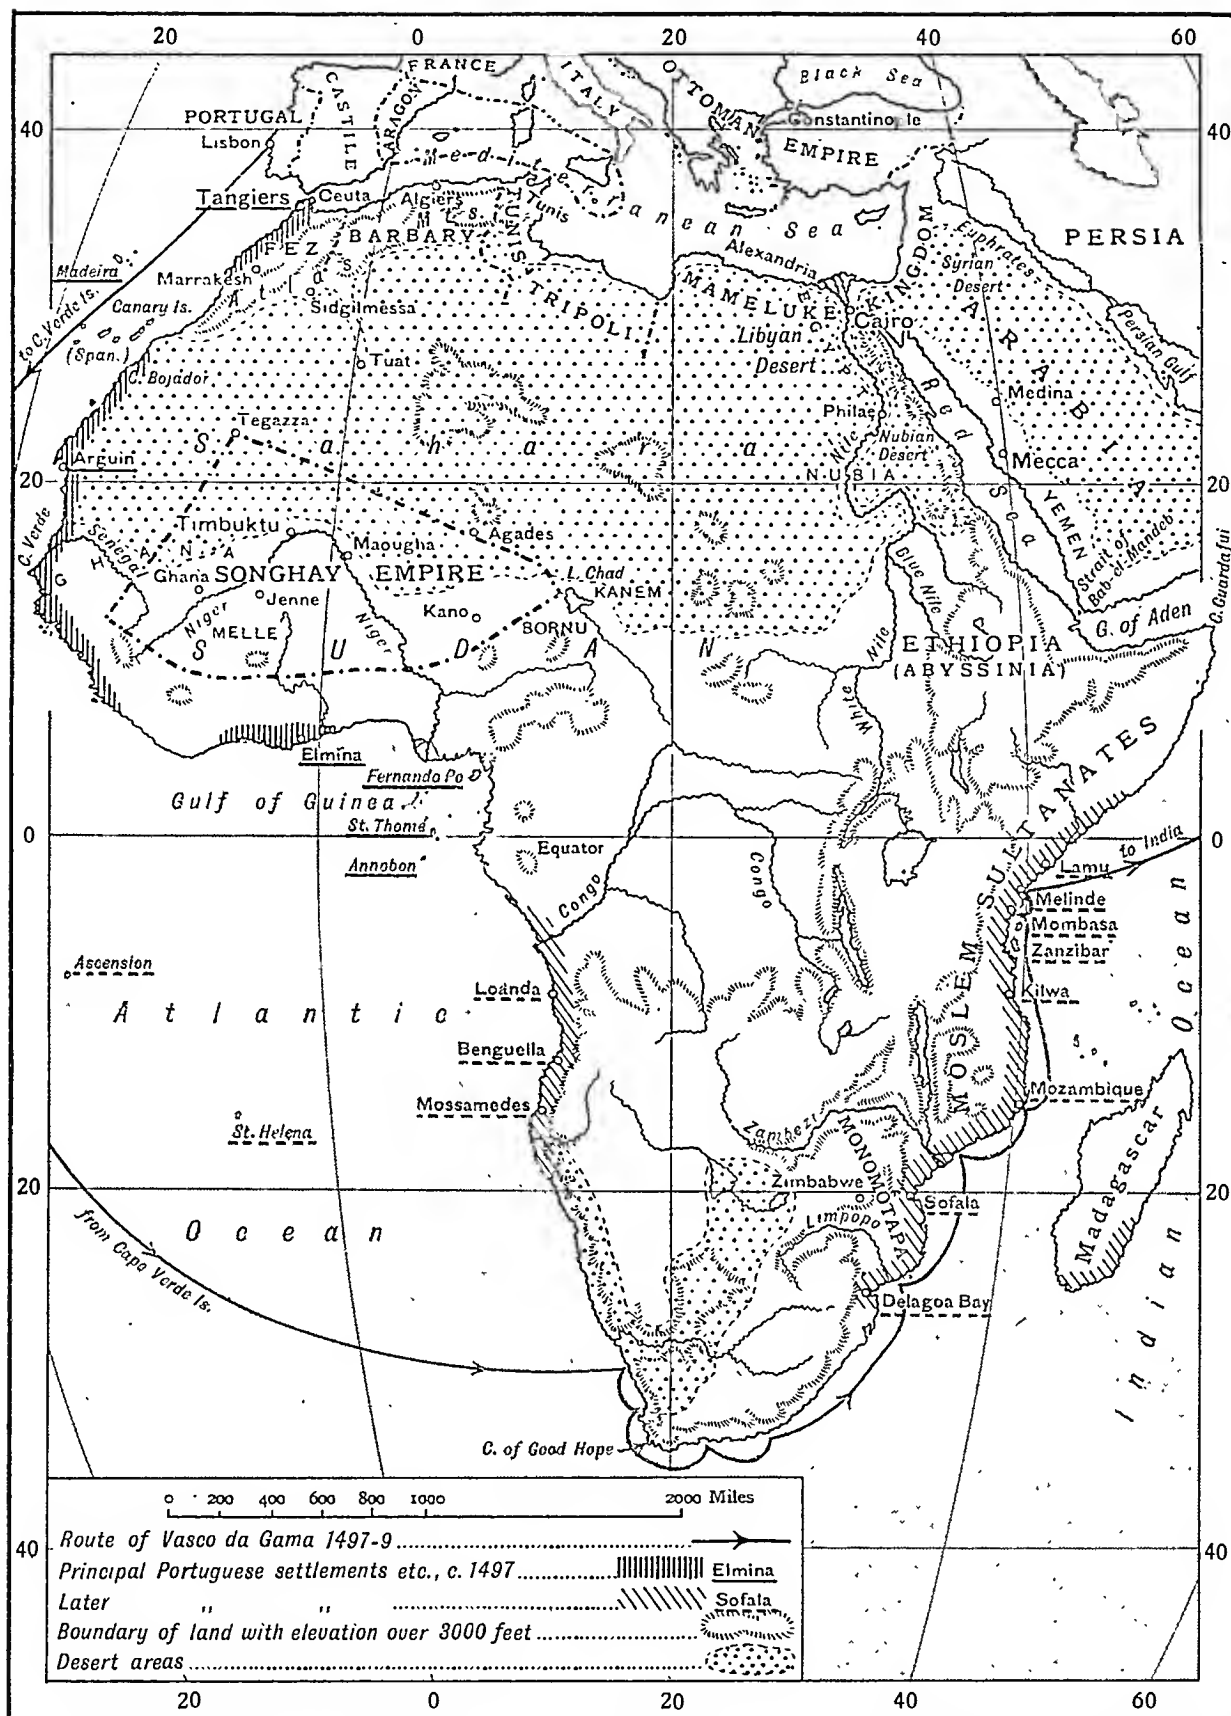 20 0 20 40 60
FRANCE
ITALY
Black Sea
CASTILE
ARAGON
OTTOMAN
EMPIRE
PORTUGAL
Lisbon
40
40
Mediterranean Sea
Tangiers
Ceuta
Algiers
Tunis
TUNIS
FEZ
BARBARY
Atlas Mts.
Alexandria
KINGDOM
Euphrates
Syrian
Desert
PERSIA
Madeira
Marrakesh
Sidgilmessa
TRIPOLI
MAMELUKE
EGYPT
Cairo
ARABIA
Persian Gulf
to C. Verde Is.
Canary Is.
(Span.)
C. Bojador
Tuat
Libyan
Desert
Red Sea
Medina
Tegazza
Philae
Nile
Nubian
Desert
Sahara
Arguin
NUBIA
Mecca
20
20
YEMEN
Strait of
Bab-el-Mandeb
C. Verde
Senegal
GHANA
Timbuktu
Agades
Maougha
Ghana
SONGHAY EMPIRE
L. Chad
KANEM
Blue Nile
Jenne
Niger
Niger
Kano
MELLE
BORNU
SUDAN
Nile
White
ETHIOPIA
(ABYSSINIA)
G. of Aden
C. Guardafui
Elmina
Fernando Po
Gulf of Guinea
St. Thomé
Annobon
0
0
Equator
Congo
Congo
MOSLEM SULTANATES
to India
Lamu
Melinde
Mombasa
Zanzibar
Kilwa
Indian Ocean
Ascension
Atlantic
Loanda
Benguella
Mossamedes
Mozambique
St. Helena
Zambezi
MONOMOTAPA
Zimbabwe
Sofala
Limpopo
Madagascar
20
20
Ocean
from Cape Verde Is.
Delagoa Bay
C. of Good Hope
0 200 400 600 800 1000 2000 Miles
Route of Vasco da Gama 1497-9
Principal Portuguese settlements etc., c. 1497 Elmina
Later " " Sofala
Boundary of land with elevation over 3000 feet
Desert areas
40
40
20 0 20 40 60